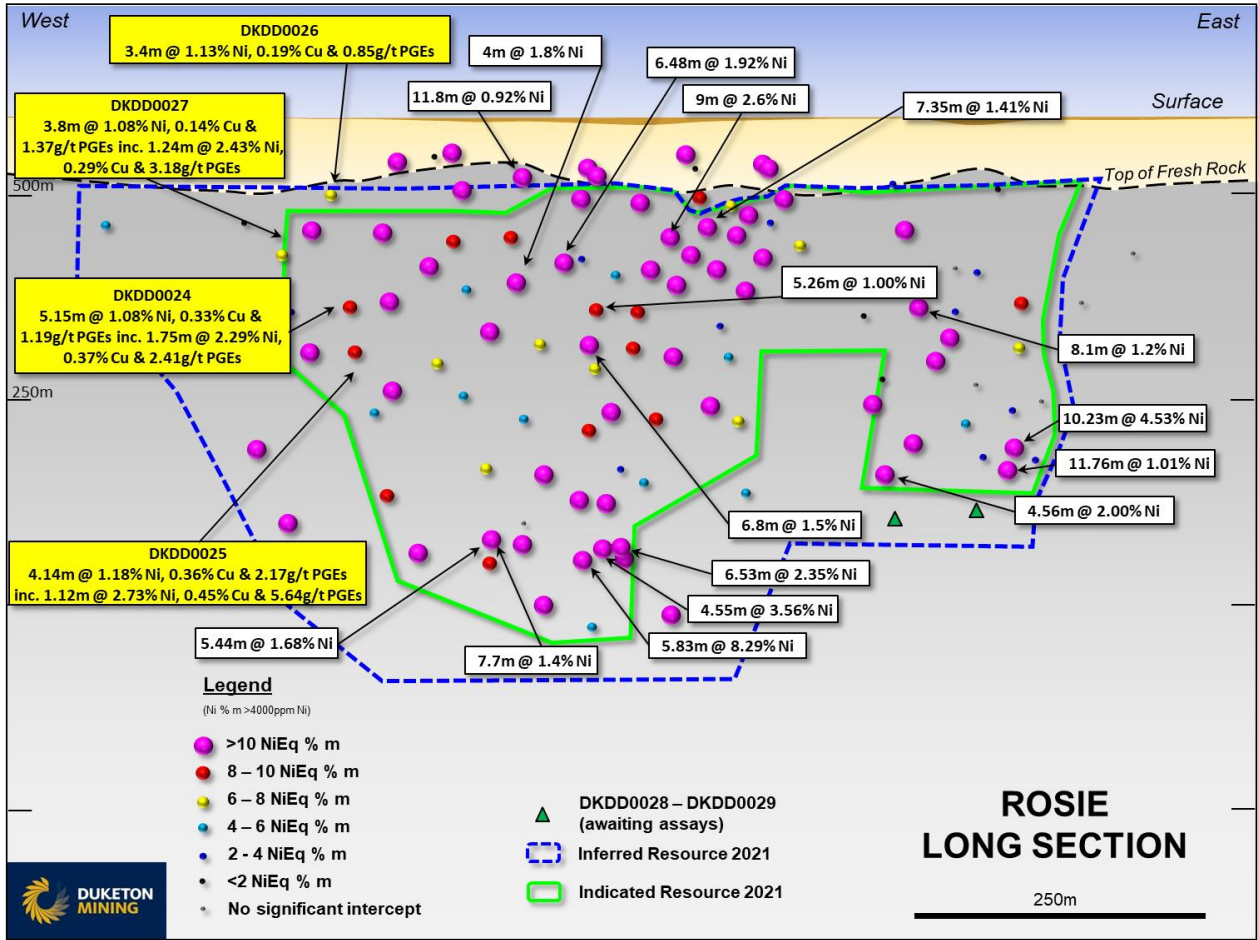 West
East
DKDD0026
3.4m @ 1.13% Ni, 0.19% Cu & 0.85g/t PGEs
4m @ 1.8% Ni
6.48m @ 1.92% Ni
11.8m @ 0.92% Ni
9m @ 2.6% Ni
7.35m @ 1.41% Ni
Surface
DKDD0027
3.8m @ 1.08% Ni, 0.14% Cu &
1.37g/t PGEs inc. 1.24m @ 2.43% Ni,
0.29% Cu & 3.18g/t PGEs
500m
Top of Fresh Rock
5.26m @ 1.00% Ni
DKDD0024
5.15m @ 1.08% Ni, 0.33% Cu &
1.19g/t PGEs inc. 1.75m @ 2.29% Ni,
0.37% Cu & 2.41g/t PGEs
8.1m @ 1.2% Ni
250m
10.23m @ 4.53% Ni
11.76m @ 1.01% Ni
4.56m @ 2.00% Ni
6.8m @ 1.5% Ni
DKDD0025
4.14m @ 1.18% Ni, 0.36% Cu & 2.17g/t PGEs
inc. 1.12m @ 2.73% Ni, 0.45% Cu & 5.64g/t PGEs
6.53m @ 2.35% Ni
4.55m @ 3.56% Ni
5.44m @ 1.68% Ni
7.7m @ 1.4% Ni
5.83m @ 8.29% Ni
Legend
(Ni % m >4000ppm Ni)
>10 NiEq % m
8 – 10 NiEq % m
6 – 8 NiEq % m
4 – 6 NiEq % m
2 - 4 NiEq % m
<2 NiEq % m
No significant intercept
DKDD0028 – DKDD0029
(awaiting assays)
Inferred Resource 2021
Indicated Resource 2021
ROSIE
LONG SECTION
250m
DUKETON
MINING